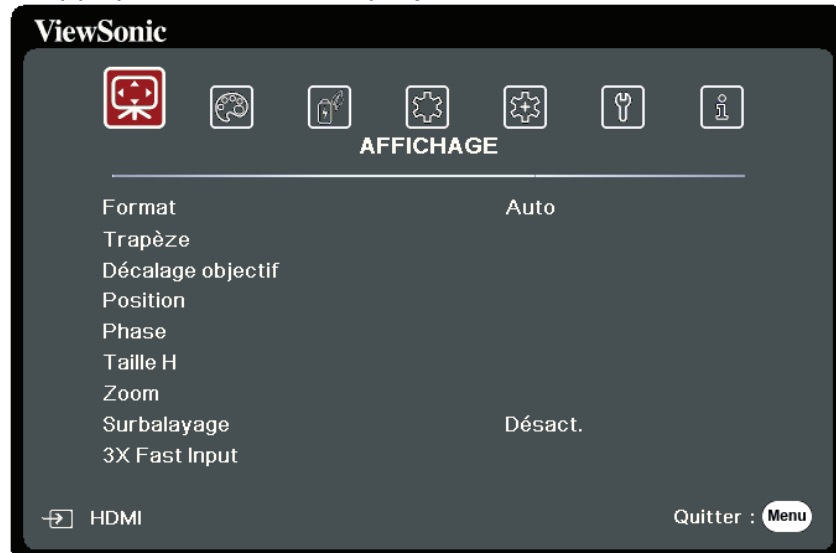 ViewSonic
AFFICHAGE
Format Auto
Trapèze
Décalage objectif
Position
Phase
Taille H
Zoom
Surbalayage Désact.
3X Fast Input
HDMI Quitter : Menu